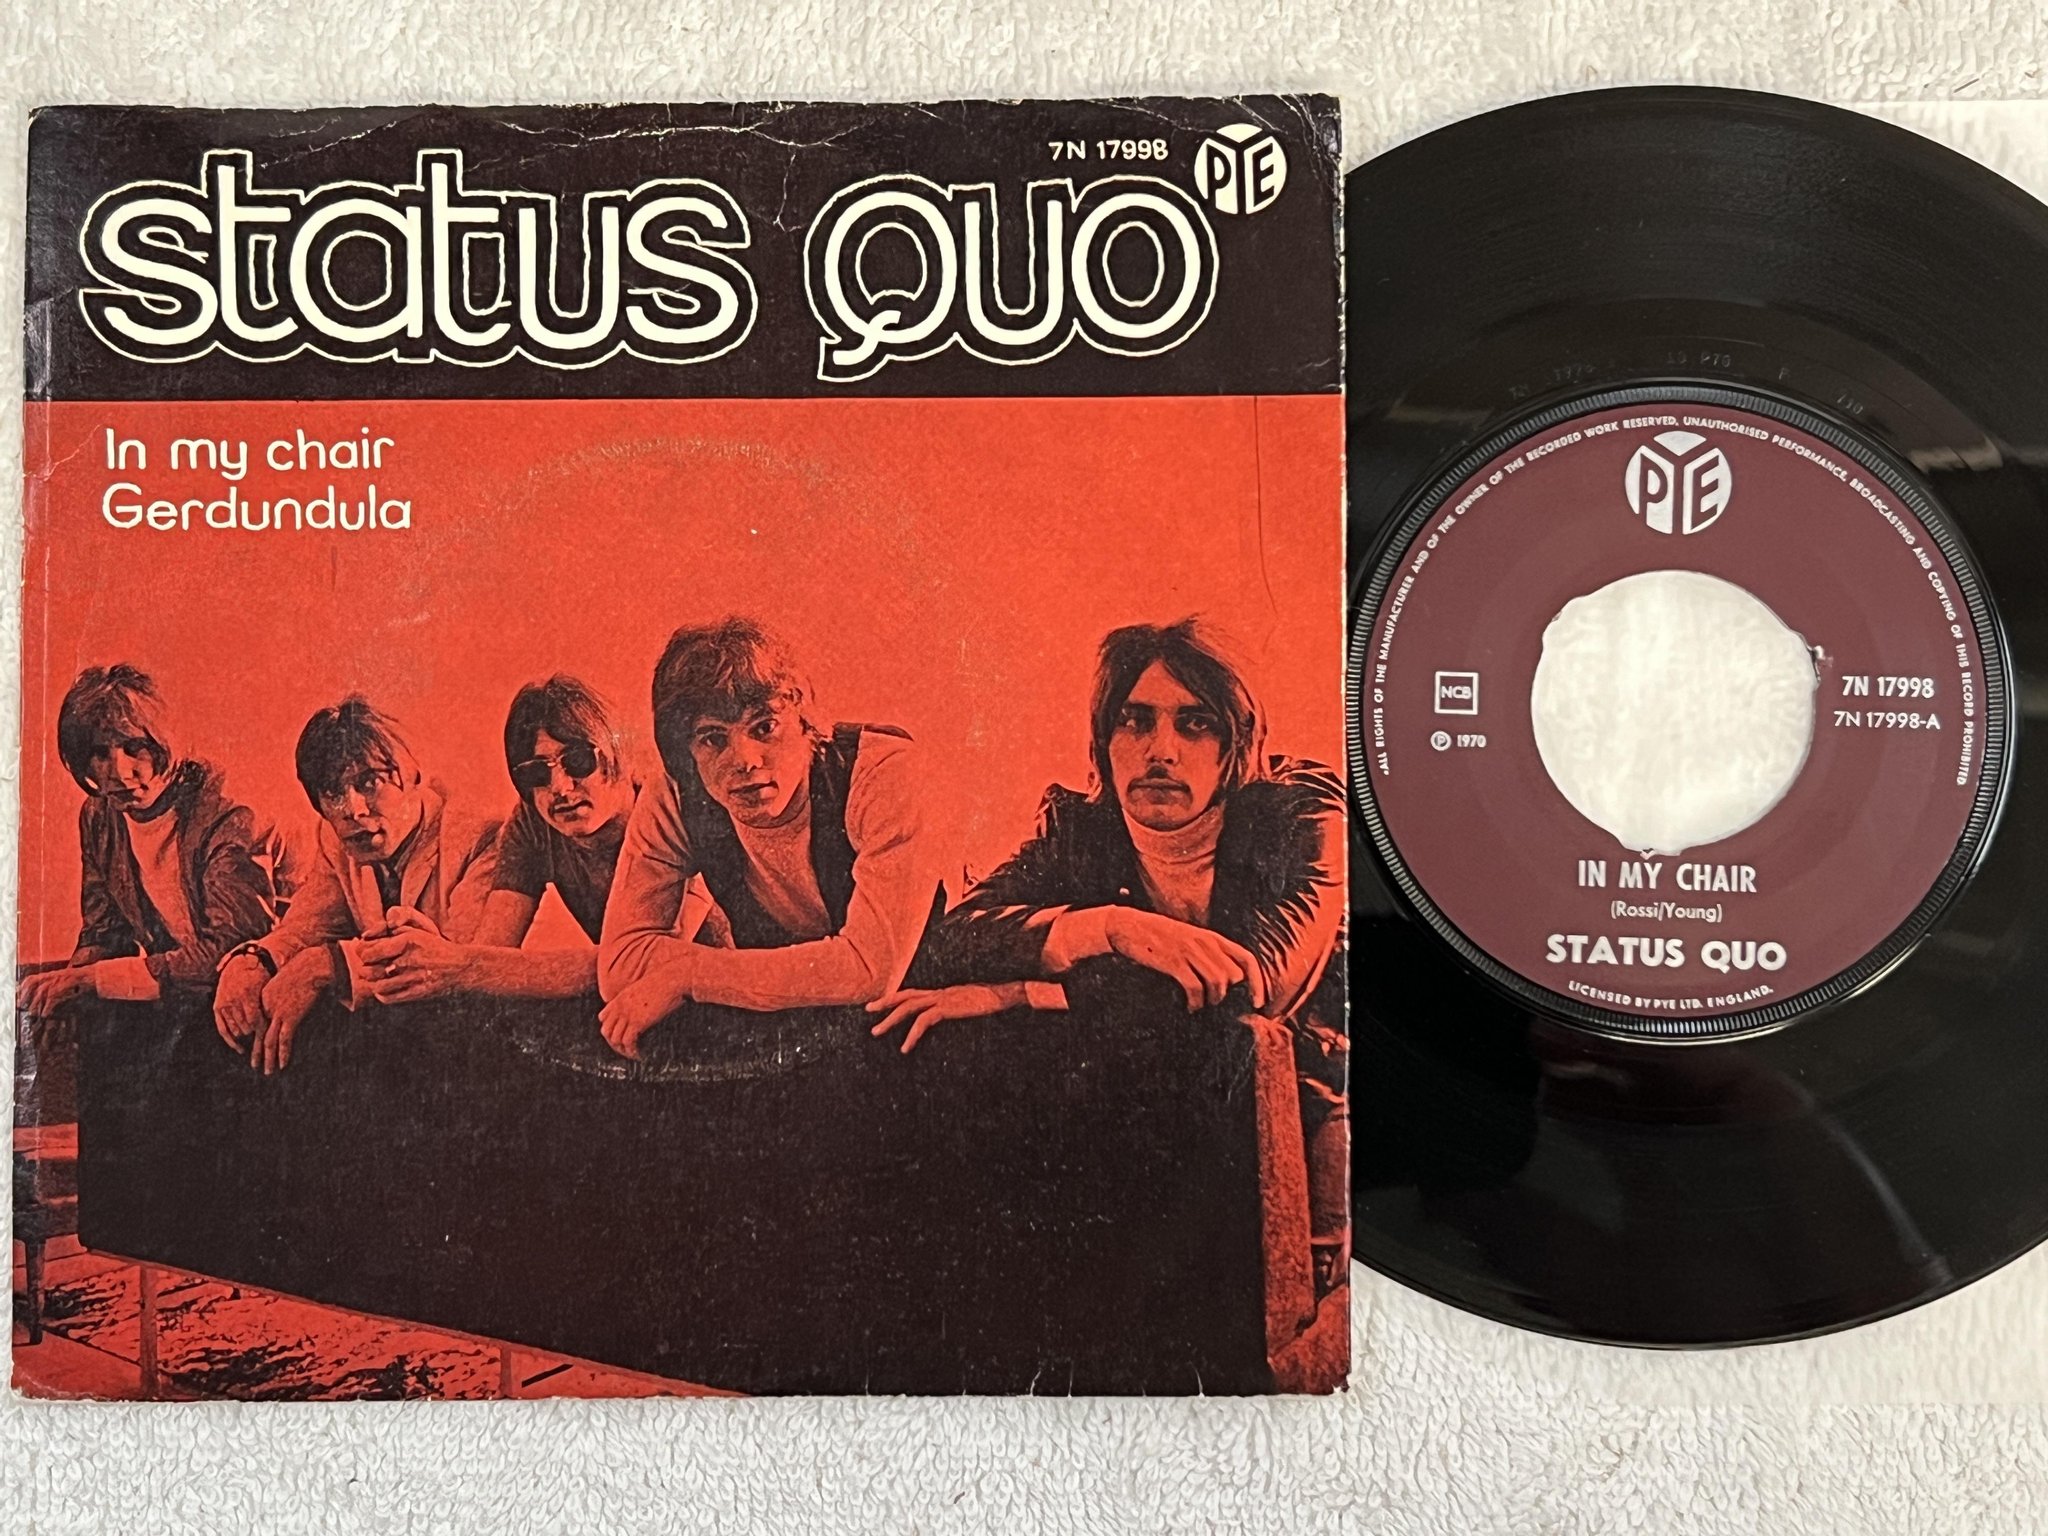 7N 17998
PYE
status quo
In my chair
Gerdundula
ALL RIGHTS OF THE MANUFACTURER AND OF THE OWNER OF THE RECORDED WORK RESERVED. UNAUTHORISED PERFORMANCE, BROADCASTING AND COPYING OF THIS RECORD PROHIBITED
PYE
NCB
℗ 1970
7N 17998
7N 17998-A
IN MY CHAIR
(Rossi/Young)
STATUS QUO
LICENSED BY PYE LTD. ENGLAND.